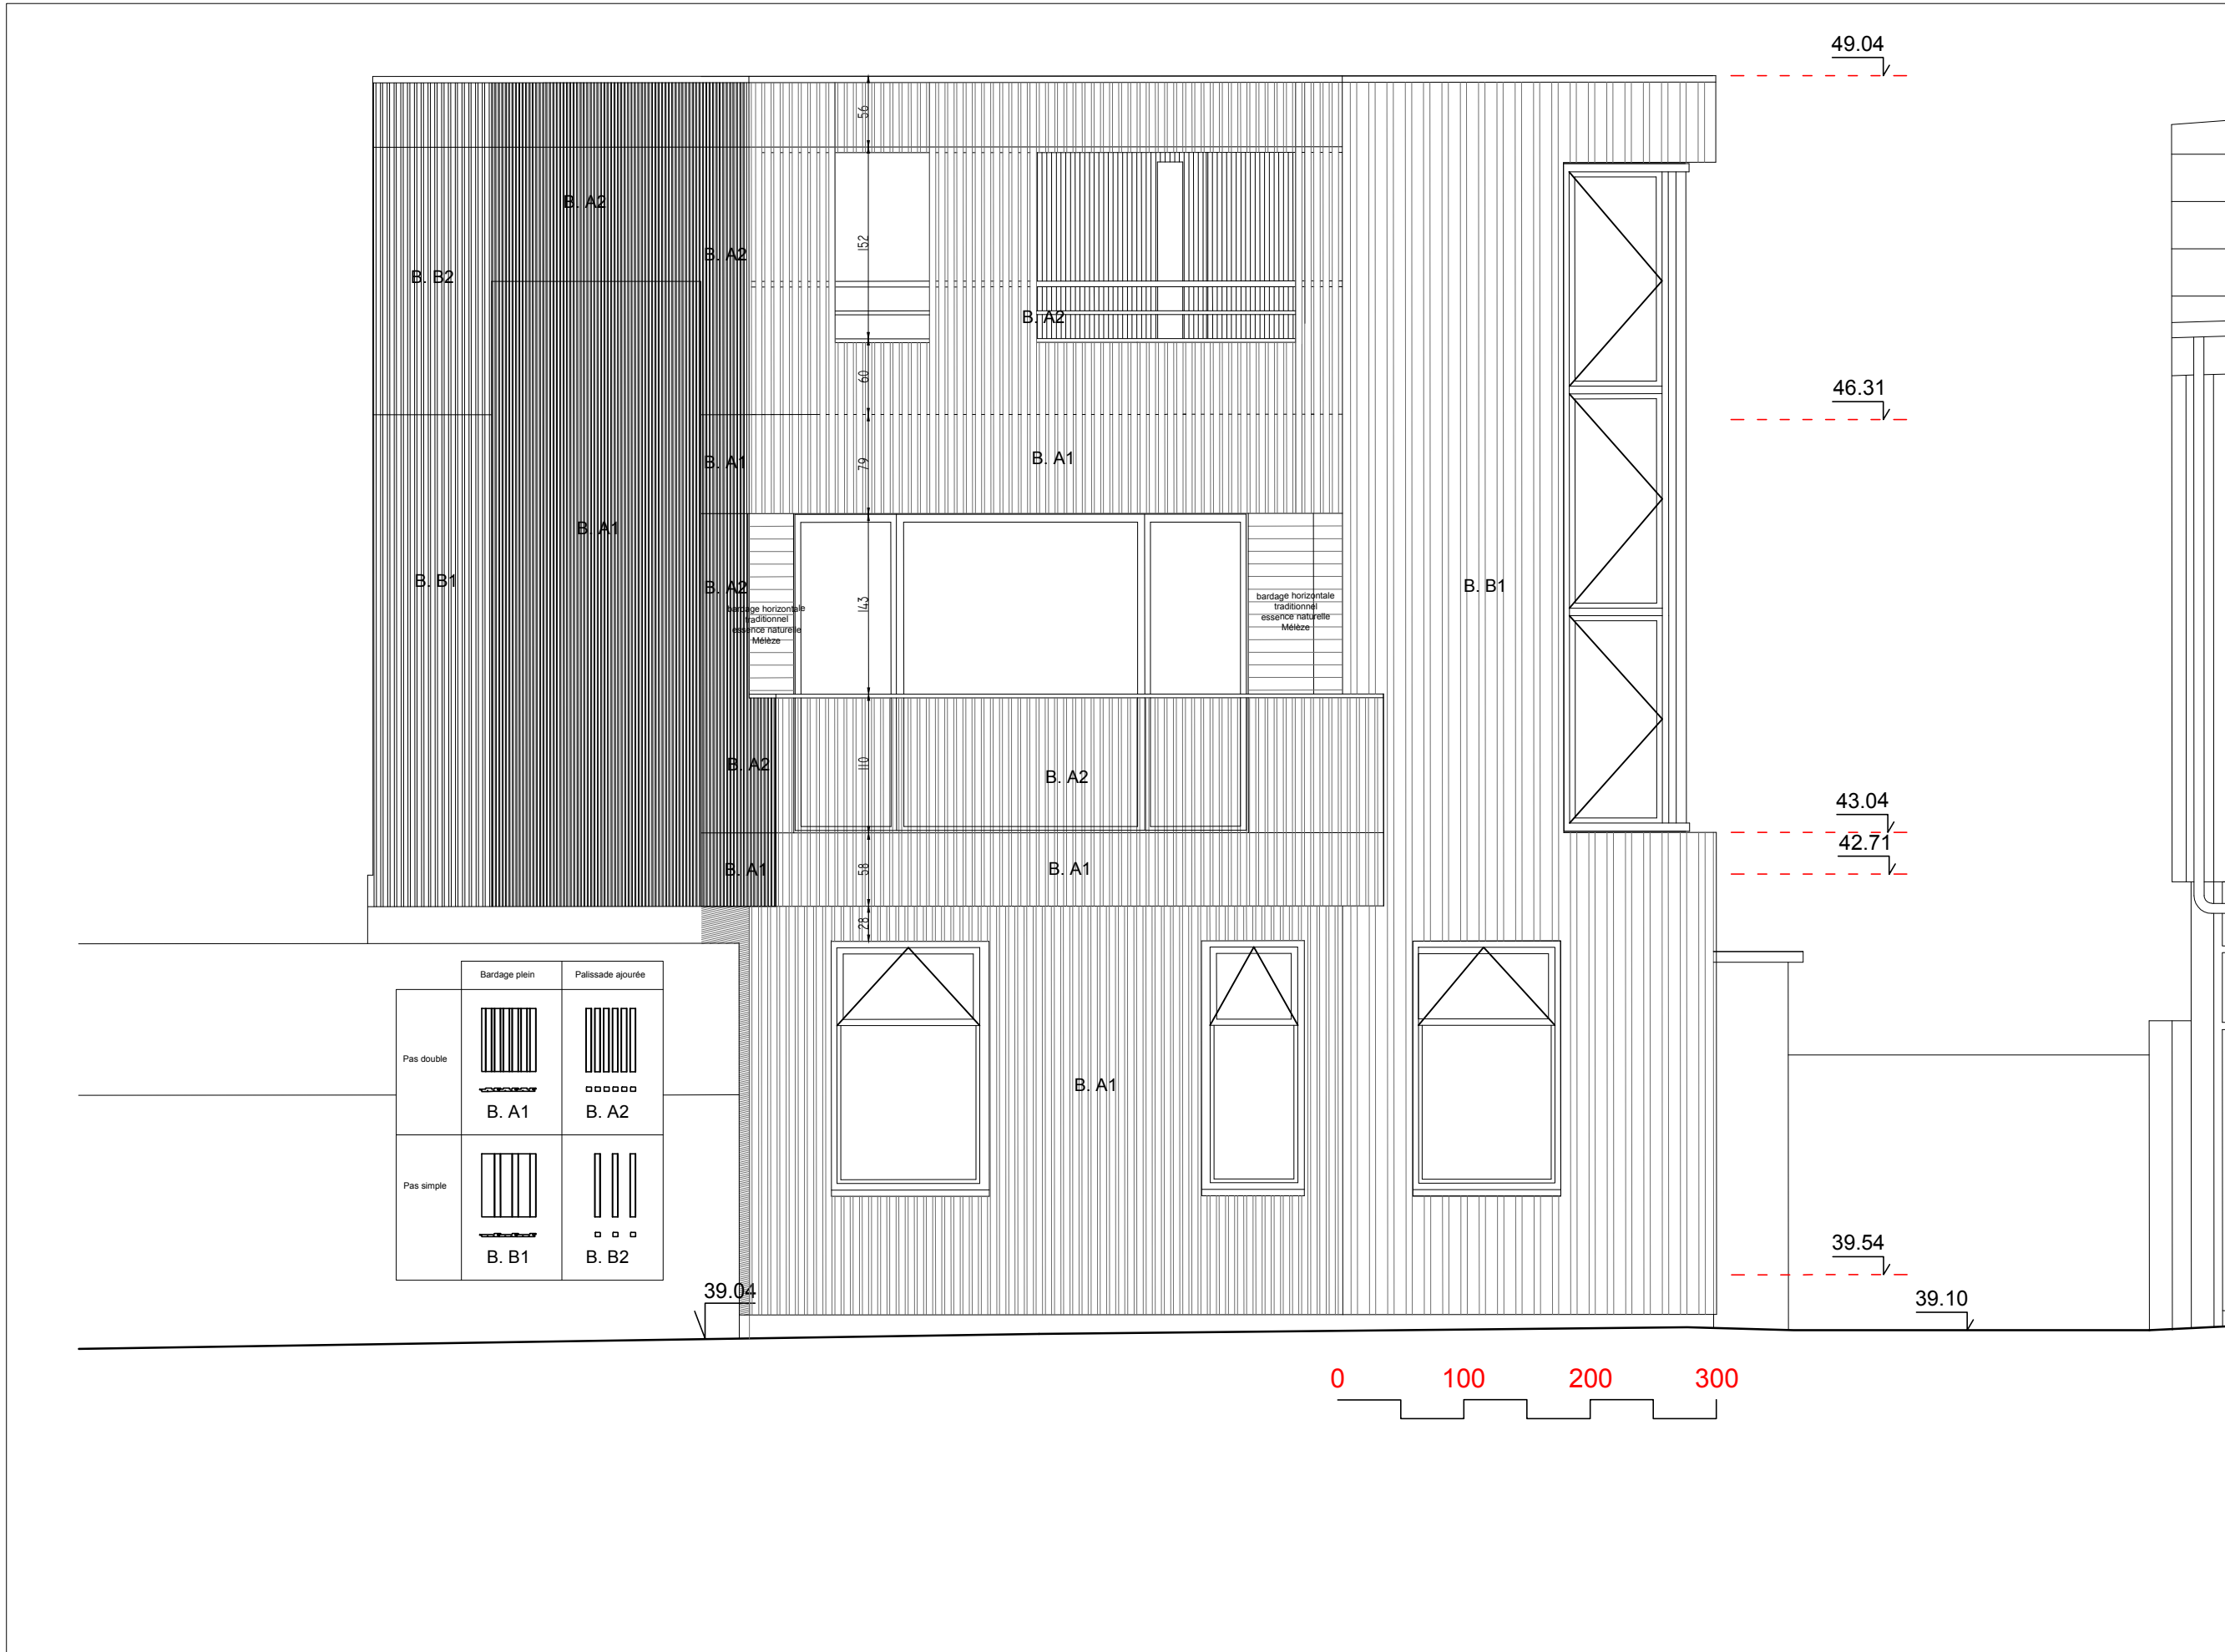 49.04
56
B. A2
152
B. A2
B. B2
B. A2
60
46.31
79
B. A1
B. A1
B. A1
B. B1
B. A2
143
B. B1
bardage horizontale
traditionnel
essence naturelle
Mélèze
bardage horizontale
traditionnel
essence naturelle
Mélèze
B. A2
110
B. A2
43.04
42.71
B. A1
58
B. A1
28
Bardage plein
Palissade ajourée
Pas double
B. A1
B. A2
B. A1
Pas simple
B. B1
B. B2
39.54
39.04
39.10
0
100
200
300